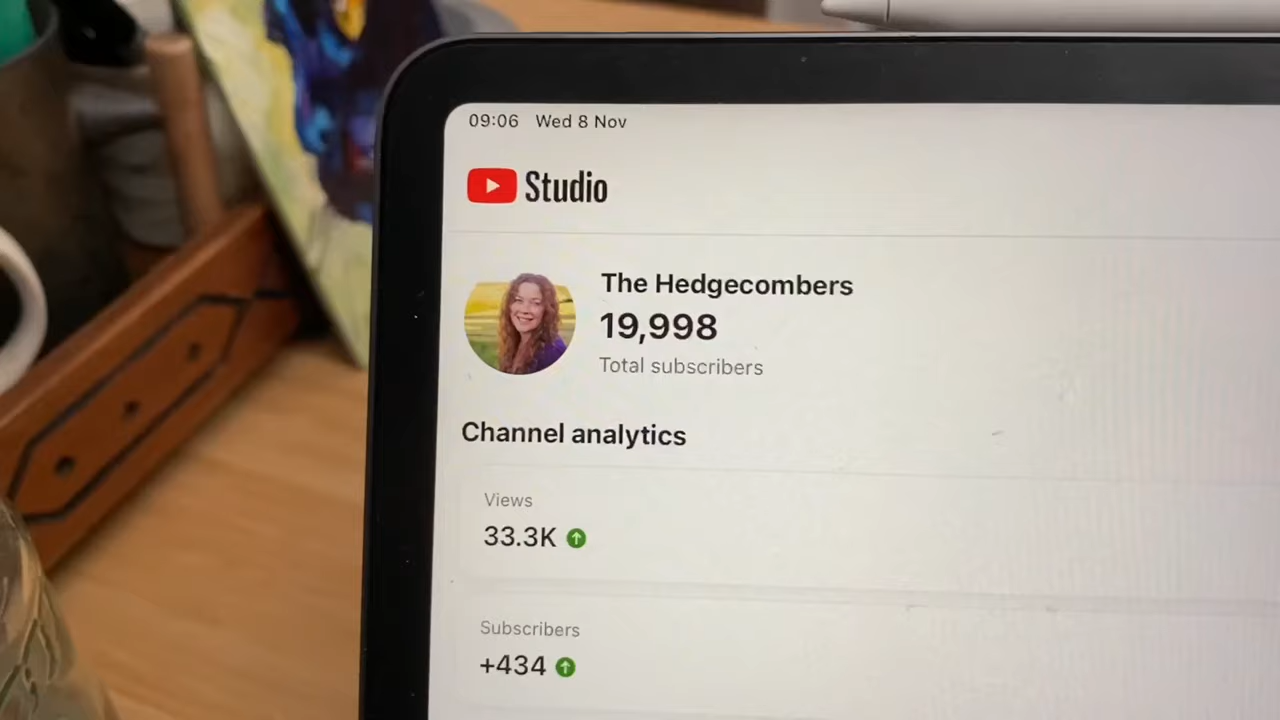 09:06 Wed 8 Nov
Studio
The Hedgecombers
19,998
Total subscribers
Channel analytics
Views
33.3K
Subscribers
+434